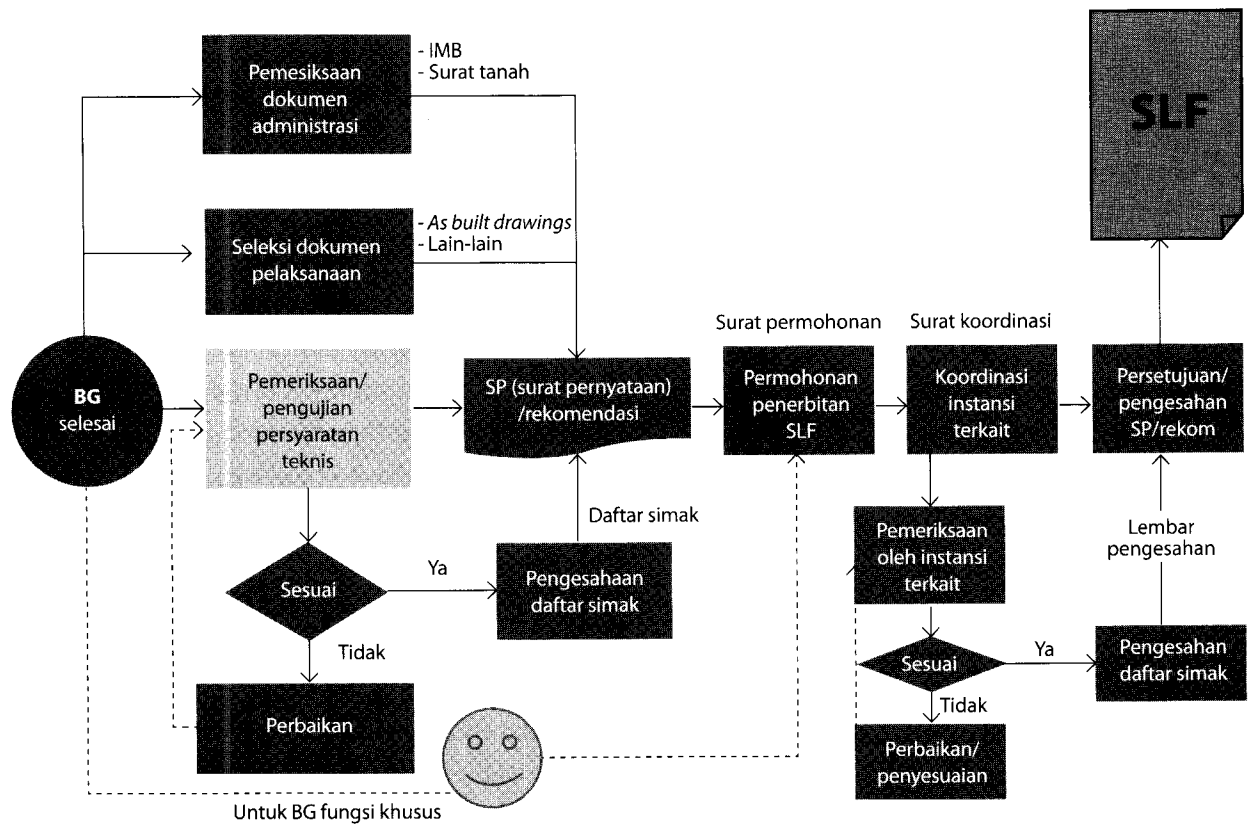 Pemesiksaan
dokumen
administrasi
- IMB
- Surat tanah
SLF
Seleksi dokumen
pelaksanaan
- As built drawings
- Lain-lain
BG
selesai
Pemeriksaan/
pengujian
persyaratan
teknis
SP (surat pernyataan)
/rekomendasi
Surat permohonan
Permohonan
penerbitan
SLF
Surat koordinasi
Koordinasi
instansi
terkait
Persetujuan/
pengesahan
SP/rekom
Sesuai
Ya
Pengesahaan
daftar simak
Daftar simak
Tidak
Perbaikan
Untuk BG fungsi khusus
Pemeriksaan
oleh instansi
terkait
Sesuai
Ya
Pengesahan
daftar simak
Lembar
pengesahan
Tidak
Perbaikan/
penyesuaian